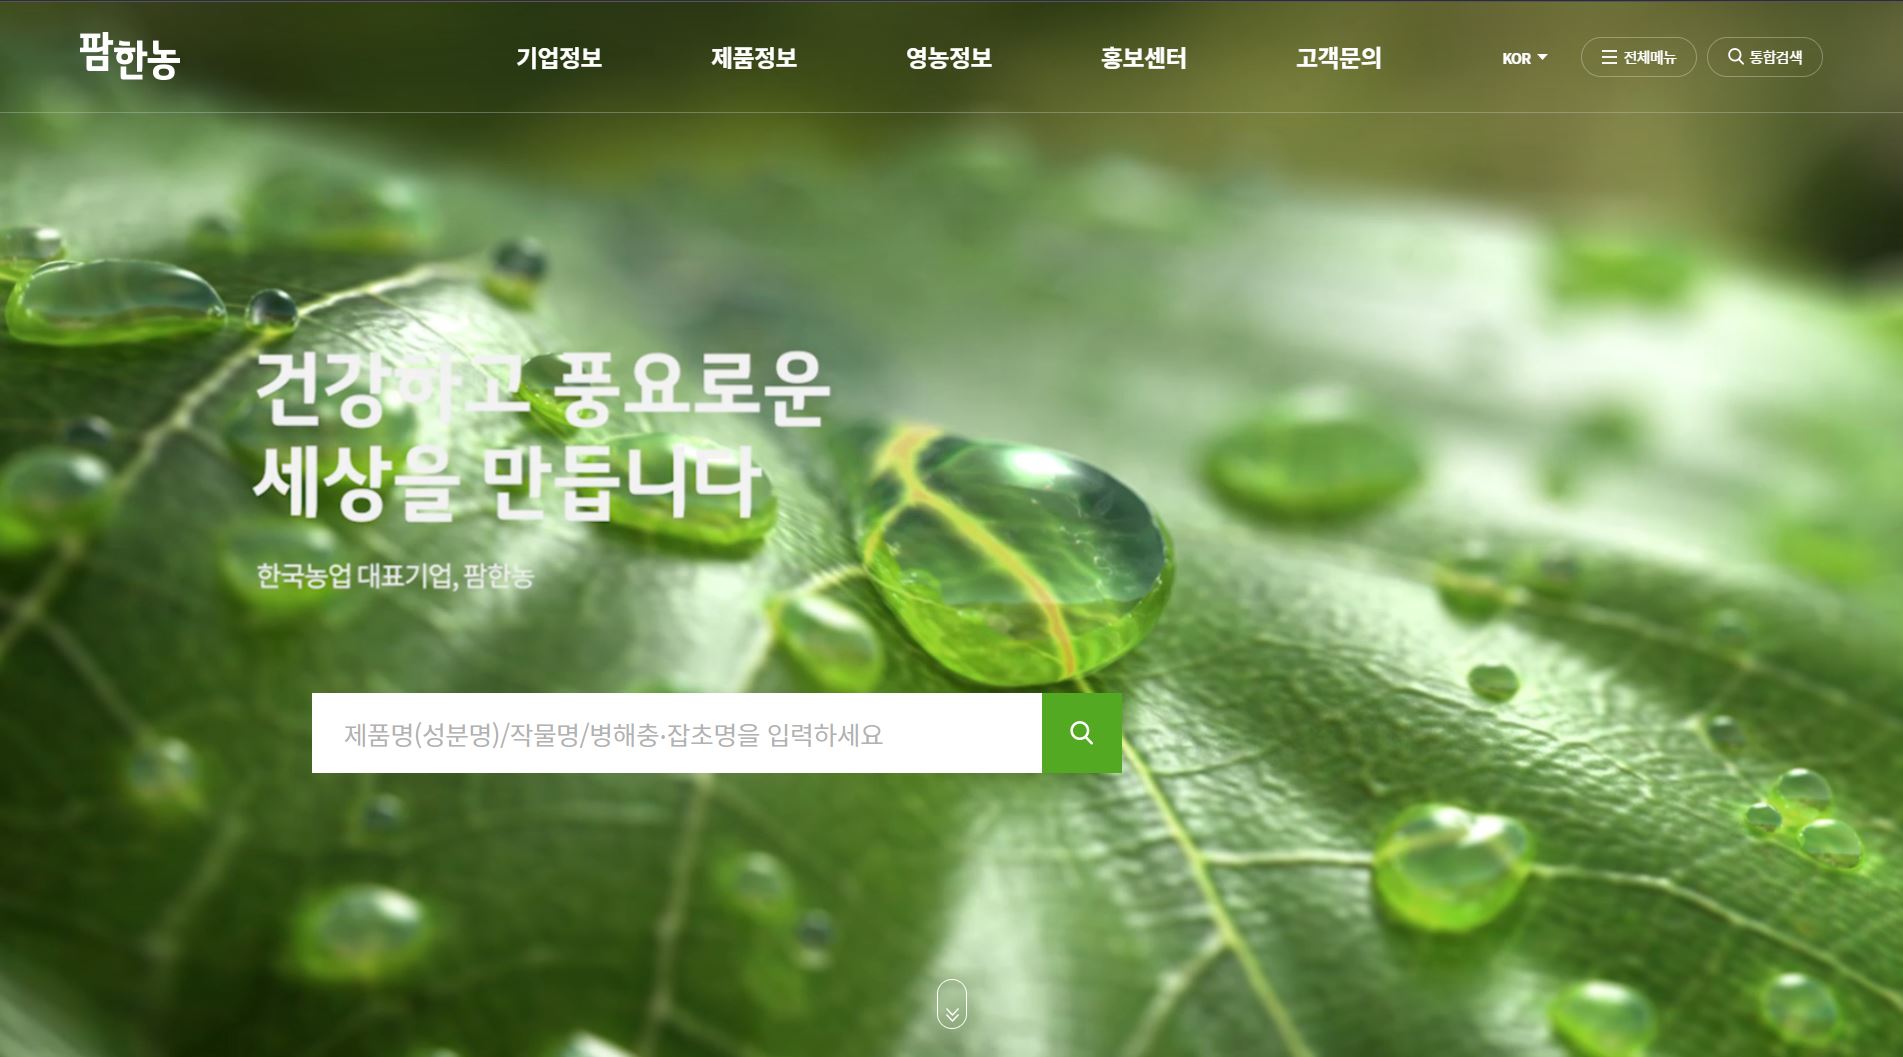 팜한농
기업정보
제품정보
영농정보
홍보센터
고객문의
KOR
전체메뉴
통합검색
건강하고 풍요로운
세상을 만듭니다
한국농업 대표기업, 팜한농
제품명(성분명)/작물명/병해충·잡초명을 입력하세요